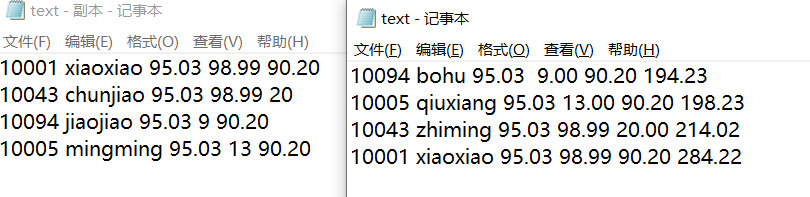 text - 副本 - 记事本
文件(F) 编辑(E) 格式(O) 查看(V) 帮助(H)
10001 xiaoxiao 95.03 98.99 90.20
10043 chunjiao 95.03 98.99 20
10094 jiaojiao 95.03 9 90.20
10005 mingming 95.03 13 90.20
text - 记事本
文件(F) 编辑(E) 格式(O) 查看(V) 帮助(H)
10094 bohu 95.03  9.00 90.20 194.23
10005 qiuxiang 95.03 13.00 90.20 198.23
10043 zhiming 95.03 98.99 20.00 214.02
10001 xiaoxiao 95.03 98.99 90.20 284.22